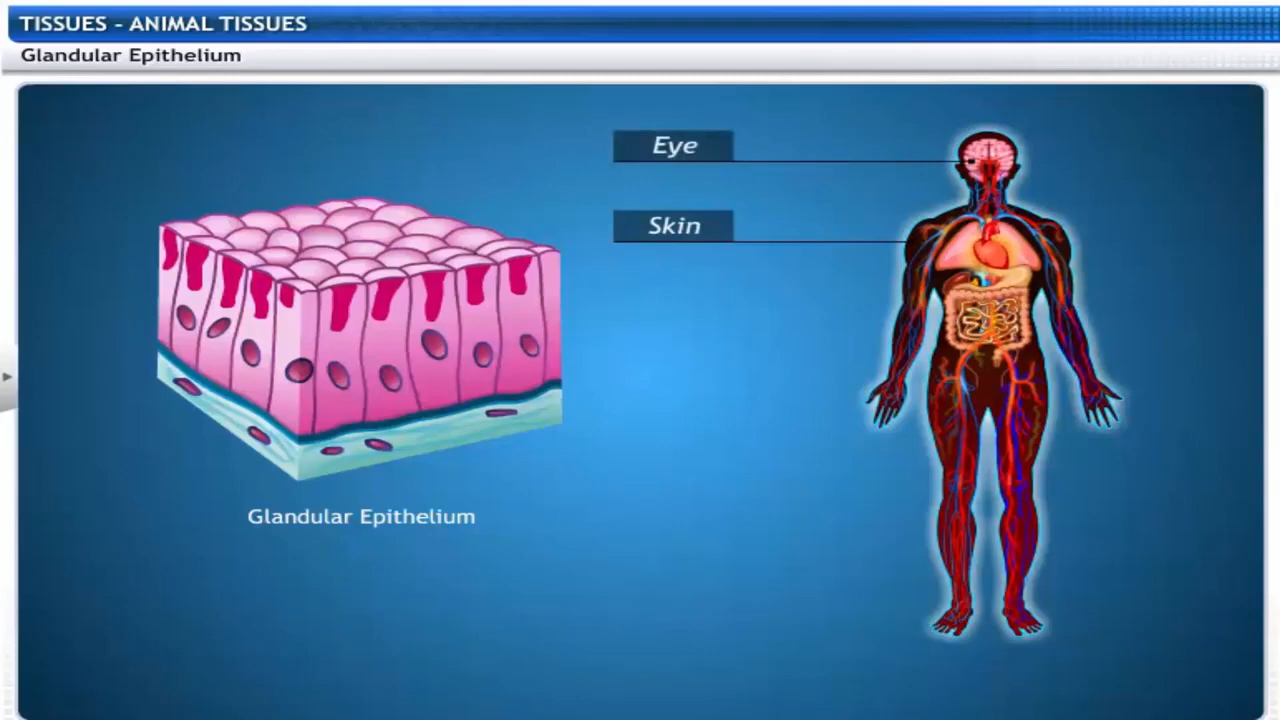 TISSUES - ANIMAL TISSUES
Glandular Epithelium
Eye
Skin
Glandular Epithelium